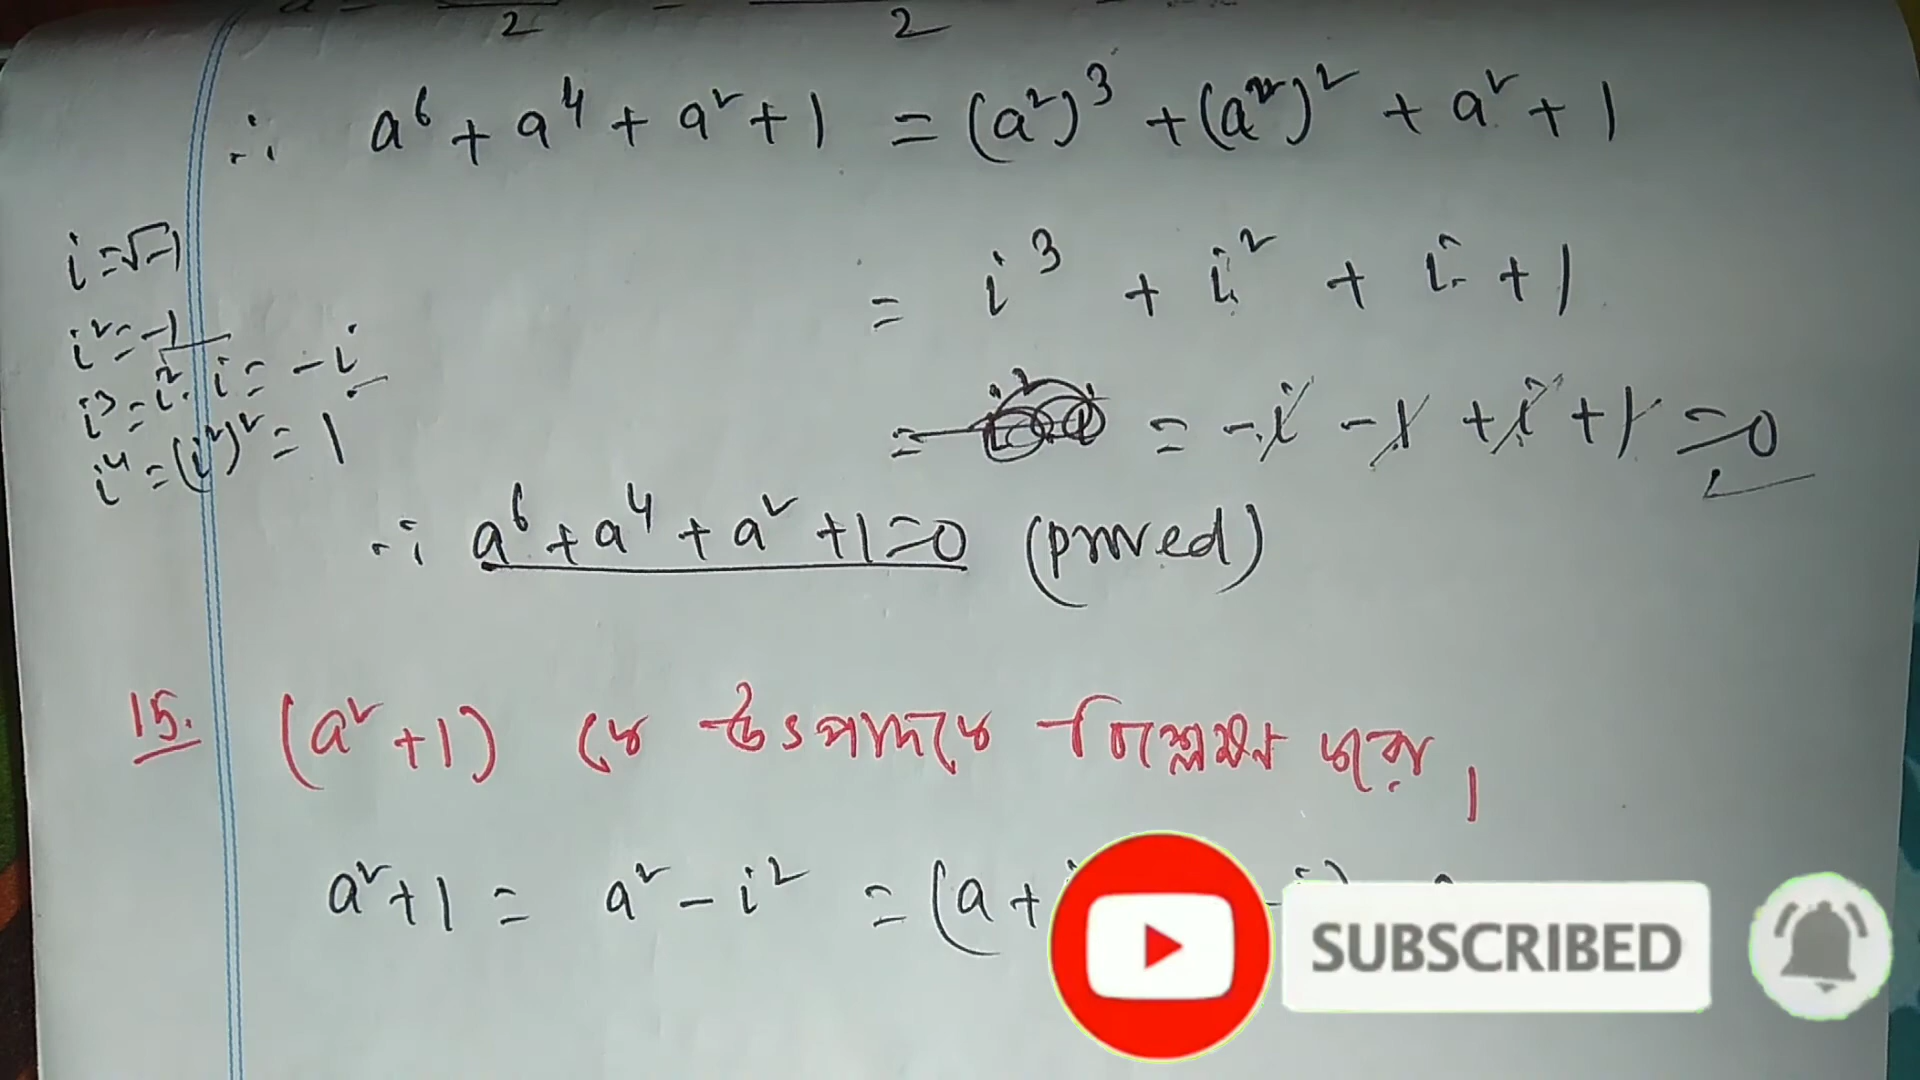 2 2
∴ a⁶ + a⁴ + a² + 1 = (a²)³ + (a²)² + a² + 1
i = √-1
= i³ + i² + i + 1
i² = -1
i³ = i² · i = -i
i⁴ = (i²)² = 1
= = -i - 1 + i + 1 = 0
∴ a⁶ + a⁴ + a² + 1 = 0 (proved)
15. (a² + 1) কে উৎপাদকে বিশ্লেষণ করো।
a² + 1 = a² - i² = (a +
SUBSCRIBED